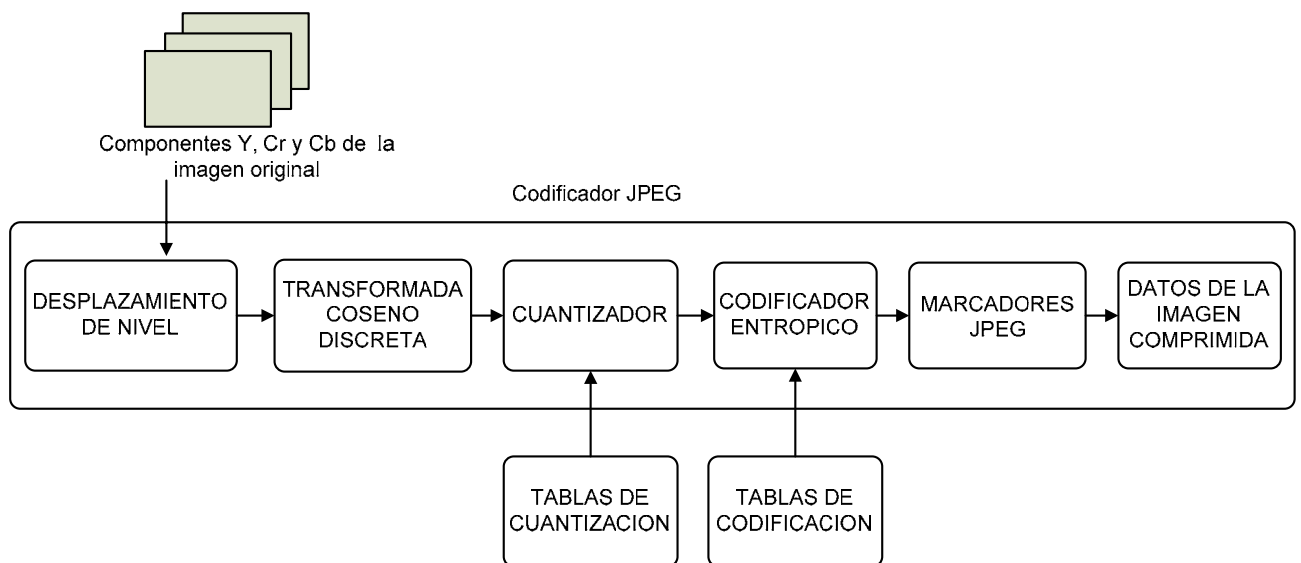 Componentes Y, Cr y Cb de la
imagen original
Codificador JPEG
DESPLAZAMIENTO
DE NIVEL
TRANSFORMADA
COSENO
DISCRETA
CUANTIZADOR
CODIFICADOR
ENTROPICO
MARCADORES
JPEG
DATOS DE LA
IMAGEN
COMPRIMIDA
TABLAS DE
CUANTIZACION
TABLAS DE
CODIFICACION